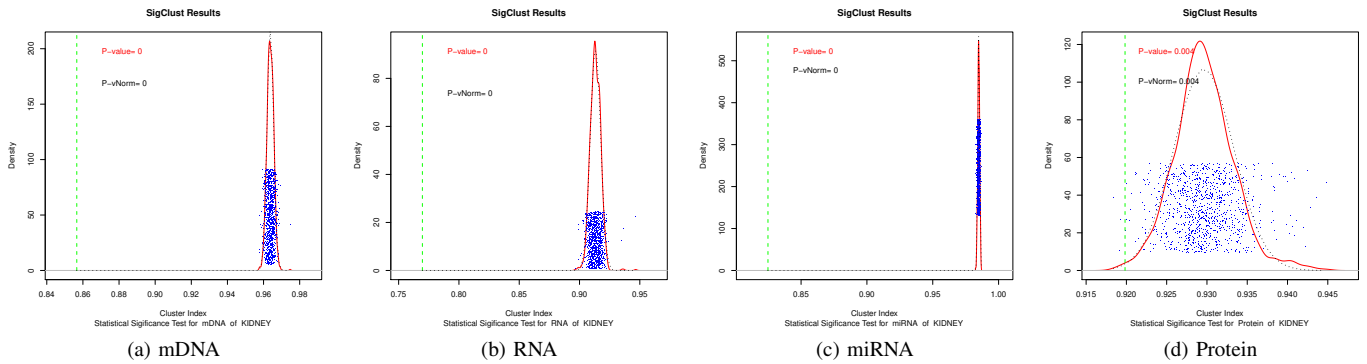 SigClust Results
P−value= 0
P−vNorm= 0
Density
0
50
100
150
200
0.84
0.86
0.88
0.90
0.92
0.94
0.96
0.98
Cluster Index
Statistical Sigificance Test for mDNA of KIDNEY
(a) mDNA
SigClust Results
P−value= 0
P−vNorm= 0
Density
0
20
40
60
80
0.75
0.80
0.85
0.90
0.95
Cluster Index
Statistical Sigificance Test for RNA of KIDNEY
(b) RNA
SigClust Results
P−value= 0
P−vNorm= 0
Density
0
100
200
300
400
500
0.85
0.90
0.95
1.00
Cluster Index
Statistical Sigificance Test for miRNA of KIDNEY
(c) miRNA
SigClust Results
P−value= 0.004
P−vNorm= 0.004
Density
0
20
40
60
80
100
120
0.915
0.920
0.925
0.930
0.935
0.940
0.945
Cluster Index
Statistical Sigificance Test for Protein of KIDNEY
(d) Protein